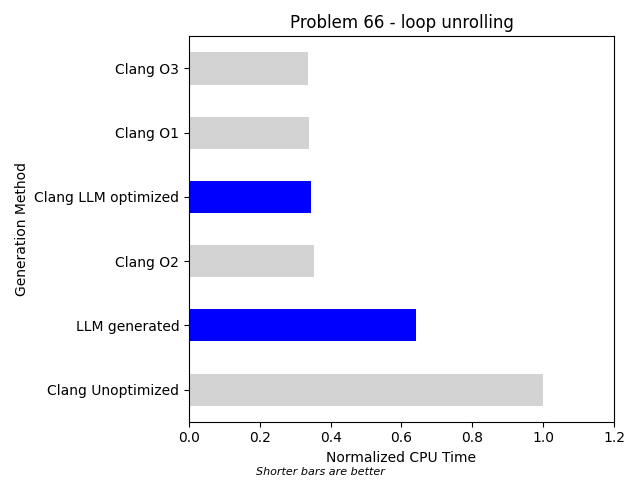 Problem 66 - loop unrolling
Clang O3
Clang O1
Clang LLM optimized
Clang O2
LLM generated
Clang Unoptimized
Generation Method
0.0 0.2 0.4 0.6 0.8 1.0 1.2
Normalized CPU Time
Shorter bars are better